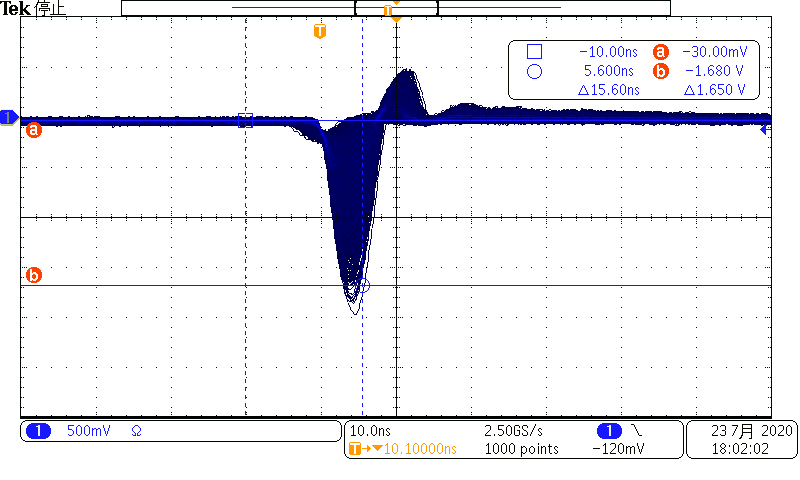 Tek 停止
T
T
-10.00ns a -30.00mV
5.600ns b -1.680 V
Δ15.60ns Δ1.650 V
1
a
b
1 500mV Ω
10.0ns 2.50GS/s 1 \
T→▼10.10000ns 1000 points -120mV
23 7月 2020
18:02:02